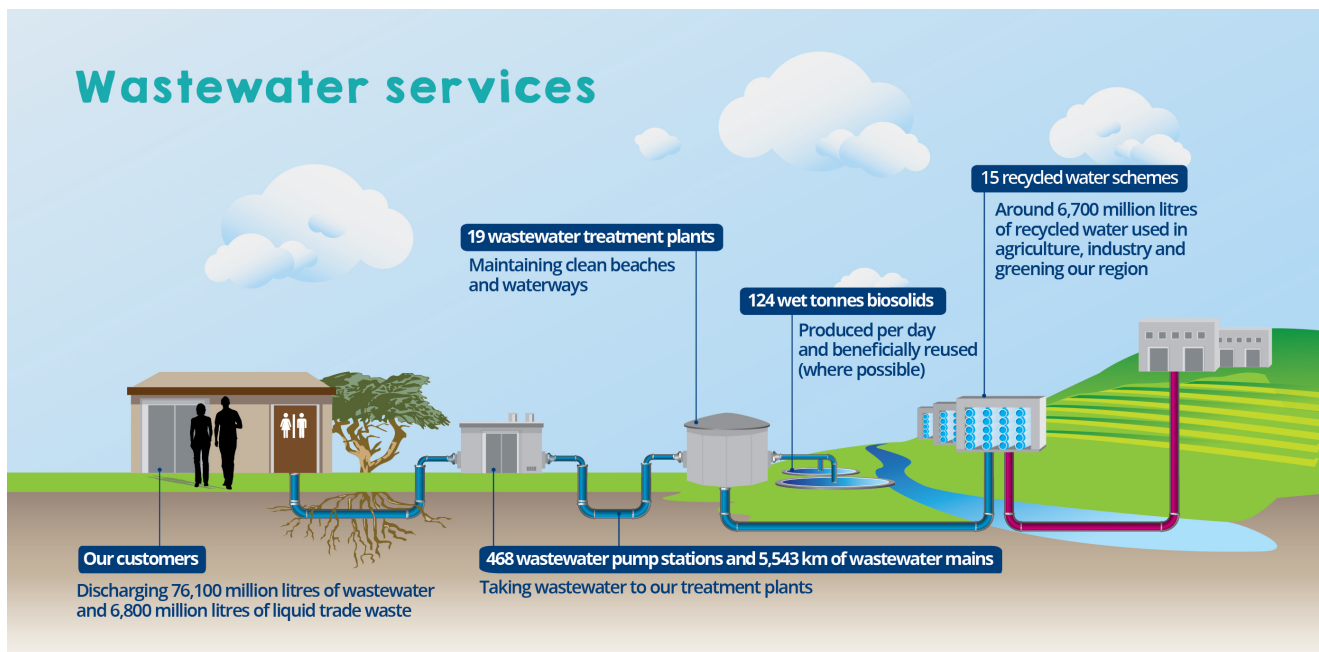 Wastewater services
15 recycled water schemes
Around 6,700 million litres
of recycled water used in
agriculture, industry and
greening our region
19 wastewater treatment plants
Maintaining clean beaches
and waterways
124 wet tonnes biosolids
Produced per day
and beneficially reused
(where possible)
Our customers
Discharging 76,100 million litres of wastewater
and 6,800 million litres of liquid trade waste
468 wastewater pump stations and 5,543 km of wastewater mains
Taking wastewater to our treatment plants